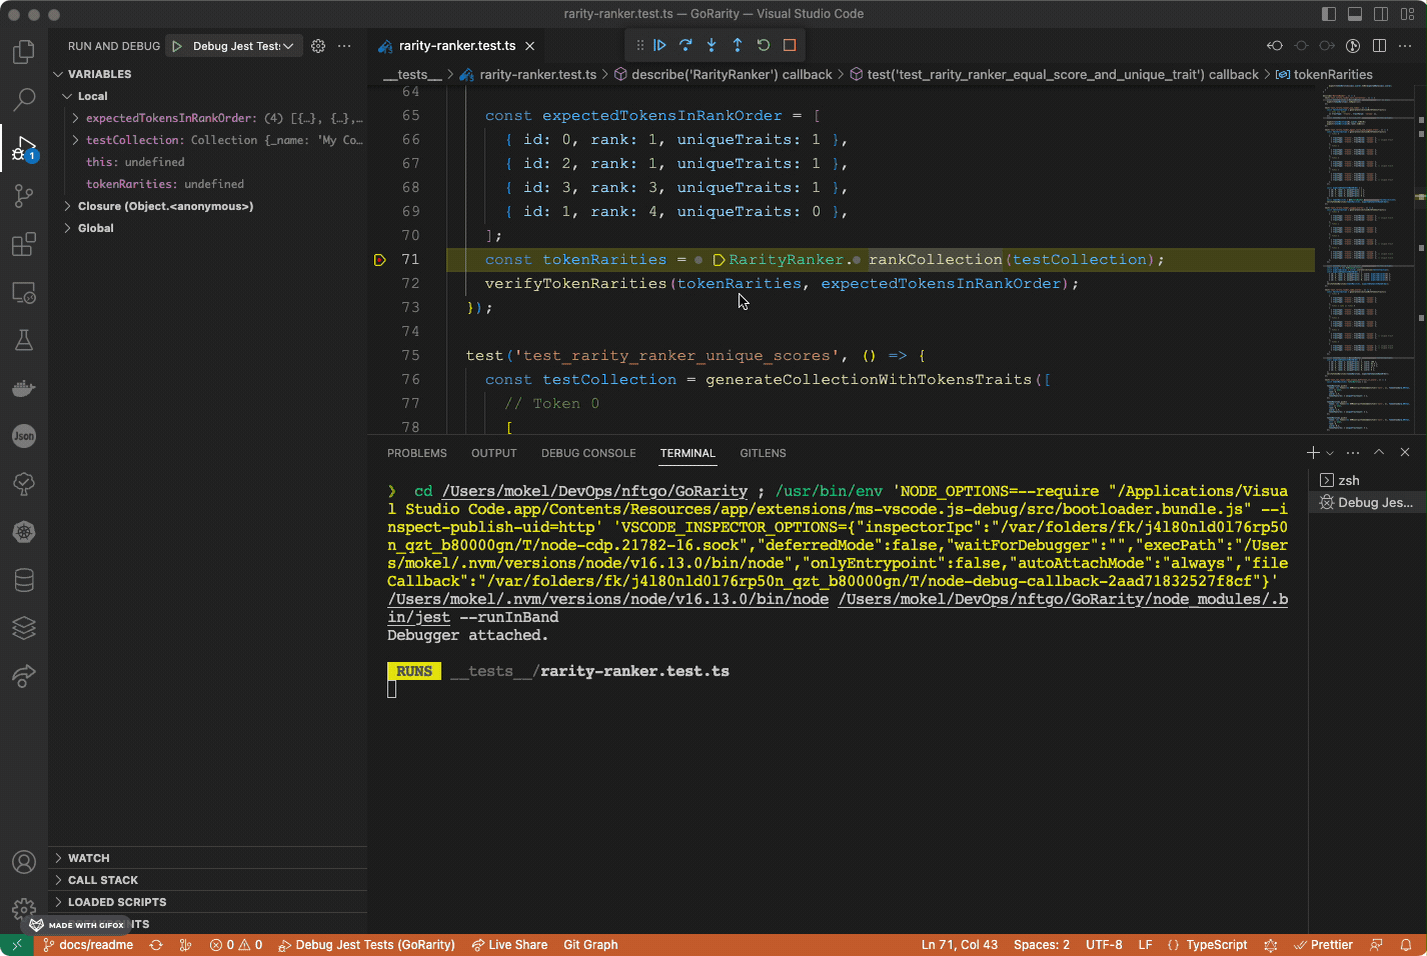 rarity-ranker.test.ts — GoRarity — Visual Studio Code
RUN AND DEBUG
Debug Jest Test:
rarity-ranker.test.ts
VARIABLES
Local
expectedTokensInRankOrder: (4) [{…}, {…},…
testCollection: Collection {_name: 'My Co…
this: undefined
tokenRarities: undefined
Closure (Object.<anonymous>)
Global
__tests__ > rarity-ranker.test.ts > describe('RarityRanker') callback > test('test_rarity_ranker_equal_score_and_unique_trait') callback > tokenRarities
64
65 const expectedTokensInRankOrder = [
66 { id: 0, rank: 1, uniqueTraits: 1 },
67 { id: 2, rank: 1, uniqueTraits: 1 },
68 { id: 3, rank: 3, uniqueTraits: 1 },
69 { id: 1, rank: 4, uniqueTraits: 0 },
70 ];
71 const tokenRarities = RarityRanker.rankCollection(testCollection);
72 verifyTokenRarities(tokenRarities, expectedTokensInRankOrder);
73 });
74
75 test('test_rarity_ranker_unique_scores', () => {
76 const testCollection = generateCollectionWithTokensTraits([
77 // Token 0
78 [
PROBLEMS OUTPUT DEBUG CONSOLE TERMINAL GITLENS
zsh
Debug Jes...
❯ cd /Users/mokel/DevOps/nftgo/GoRarity ; /usr/bin/env 'NODE_OPTIONS=--require "/Applications/Visua
l Studio Code.app/Contents/Resources/app/extensions/ms-vscode.js-debug/src/bootloader.bundle.js" --i
nspect-publish-uid=http' 'VSCODE_INSPECTOR_OPTIONS={"inspectorIpc":"/var/folders/fk/j4l80nld0l76rp50
n_qzt_b80000gn/T/node-cdp.21782-16.sock","deferredMode":false,"waitForDebugger":"","execPath":"/User
s/mokel/.nvm/versions/node/v16.13.0/bin/node","onlyEntrypoint":false,"autoAttachMode":"always","file
Callback":"/var/folders/fk/j4l80nld0l76rp50n_qzt_b80000gn/T/node-debug-callback-2aad71832527f8cf"}'
/Users/mokel/.nvm/versions/node/v16.13.0/bin/node /Users/mokel/DevOps/nftgo/GoRarity/node_modules/.b
in/jest --runInBand
Debugger attached.
RUNS __tests__/rarity-ranker.test.ts
1
Json
WATCH
CALL STACK
LOADED SCRIPTS
MADE WITH GIFOX
docs/readme 0 0 Debug Jest Tests (GoRarity) Live Share Git Graph Ln 71, Col 43 Spaces: 2 UTF-8 LF {} TypeScript Prettier